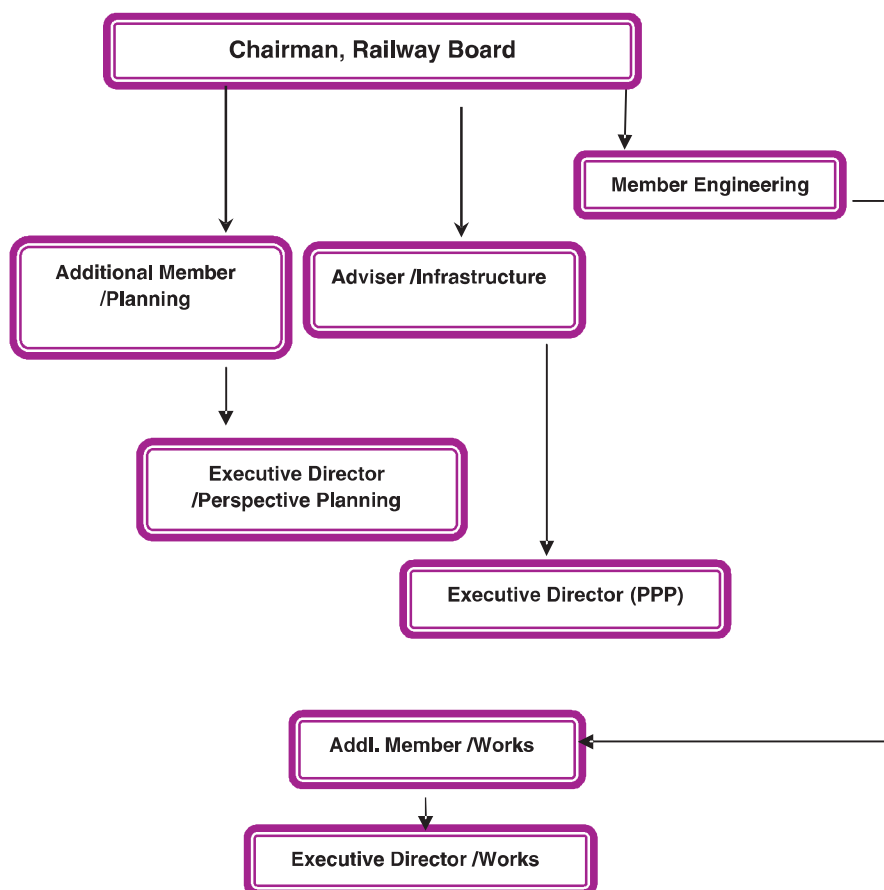 Chairman, Railway Board
Member Engineering
Additional Member
/Planning
Adviser /Infrastructure
Executive Director
/Perspective Planning
Executive Director (PPP)
Addl. Member /Works
Executive Director /Works